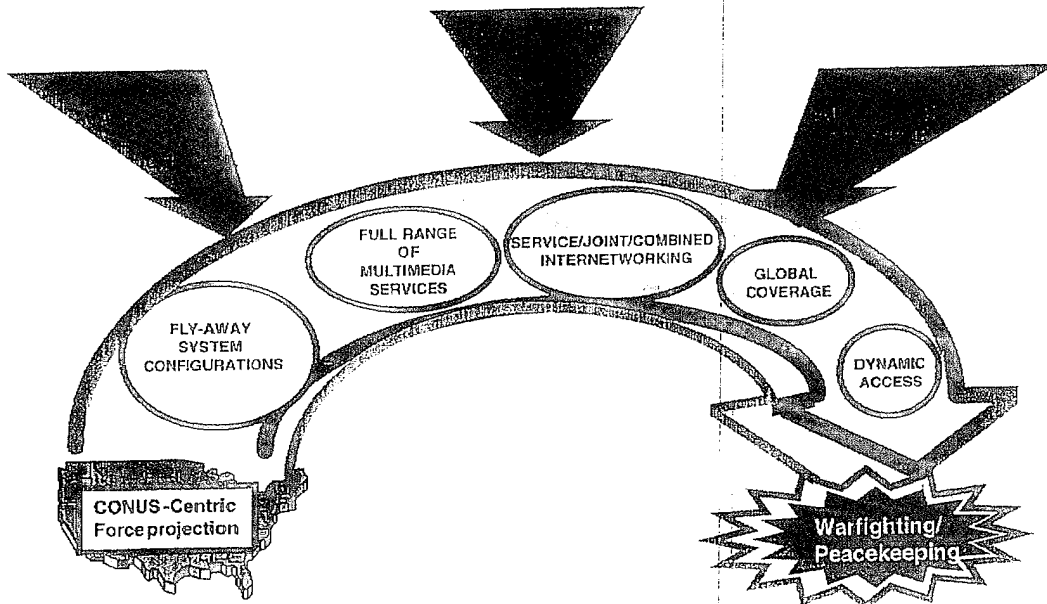 FULL RANGE
OF
MULTIMEDIA
SERVICES
SERVICE/JOINT/COMBINED
INTERNETWORKING
GLOBAL
COVERAGE
FLY-AWAY
SYSTEM
CONFIGURATIONS
DYNAMIC
ACCESS
CONUS-Centric
Force projection
Warfighting/
Peacekeeping